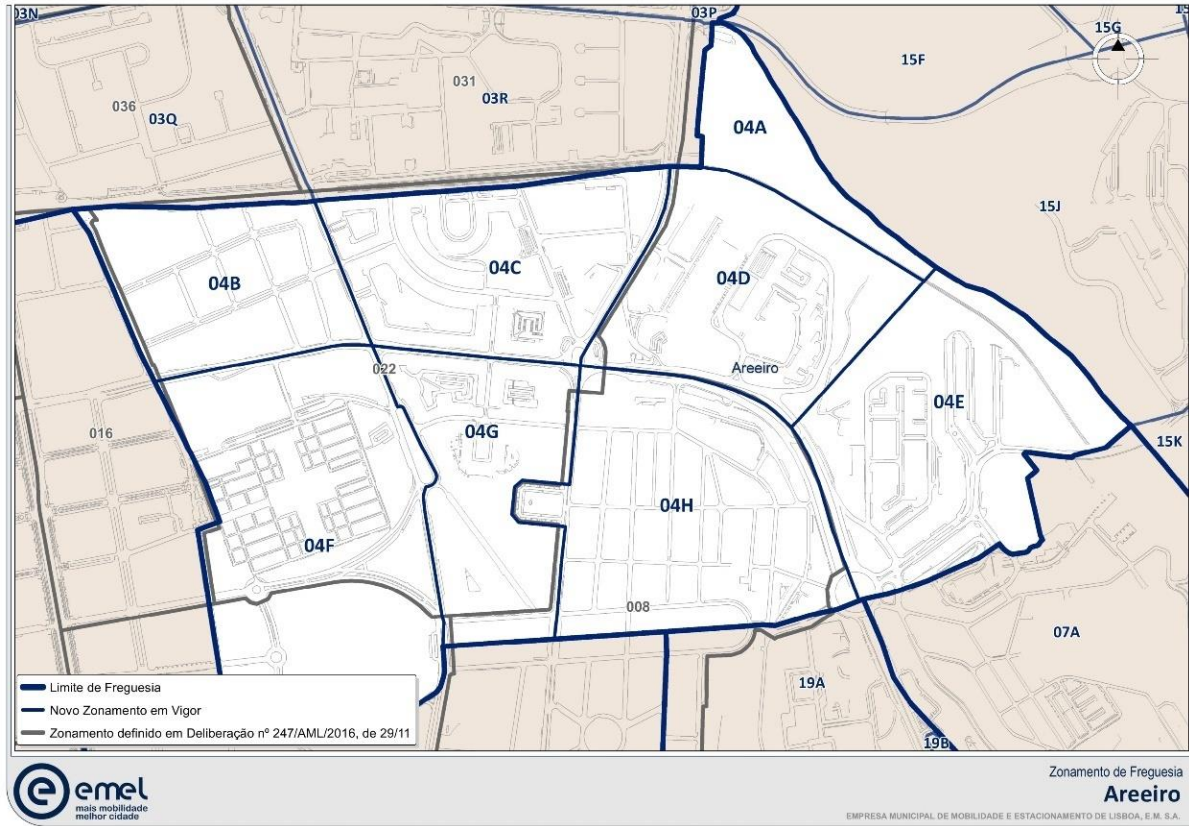 03N
03P
15G
15F
036
03Q
031
03R
04A
15J
04B
04C
04D
022
Areeiro
04E
016
04G
15K
04H
04F
008
07A
19A
19B
Limite de Freguesia
Novo Zonamento em Vigor
Zonamento definido em Deliberação nº 247/AML/2016, de 29/11
emel
mais mobilidade
melhor cidade
Zonamento de Freguesia
Areeiro
EMPRESA MUNICIPAL DE MOBILIDADE E ESTACIONAMENTO DE LISBOA, E.M. S.A.